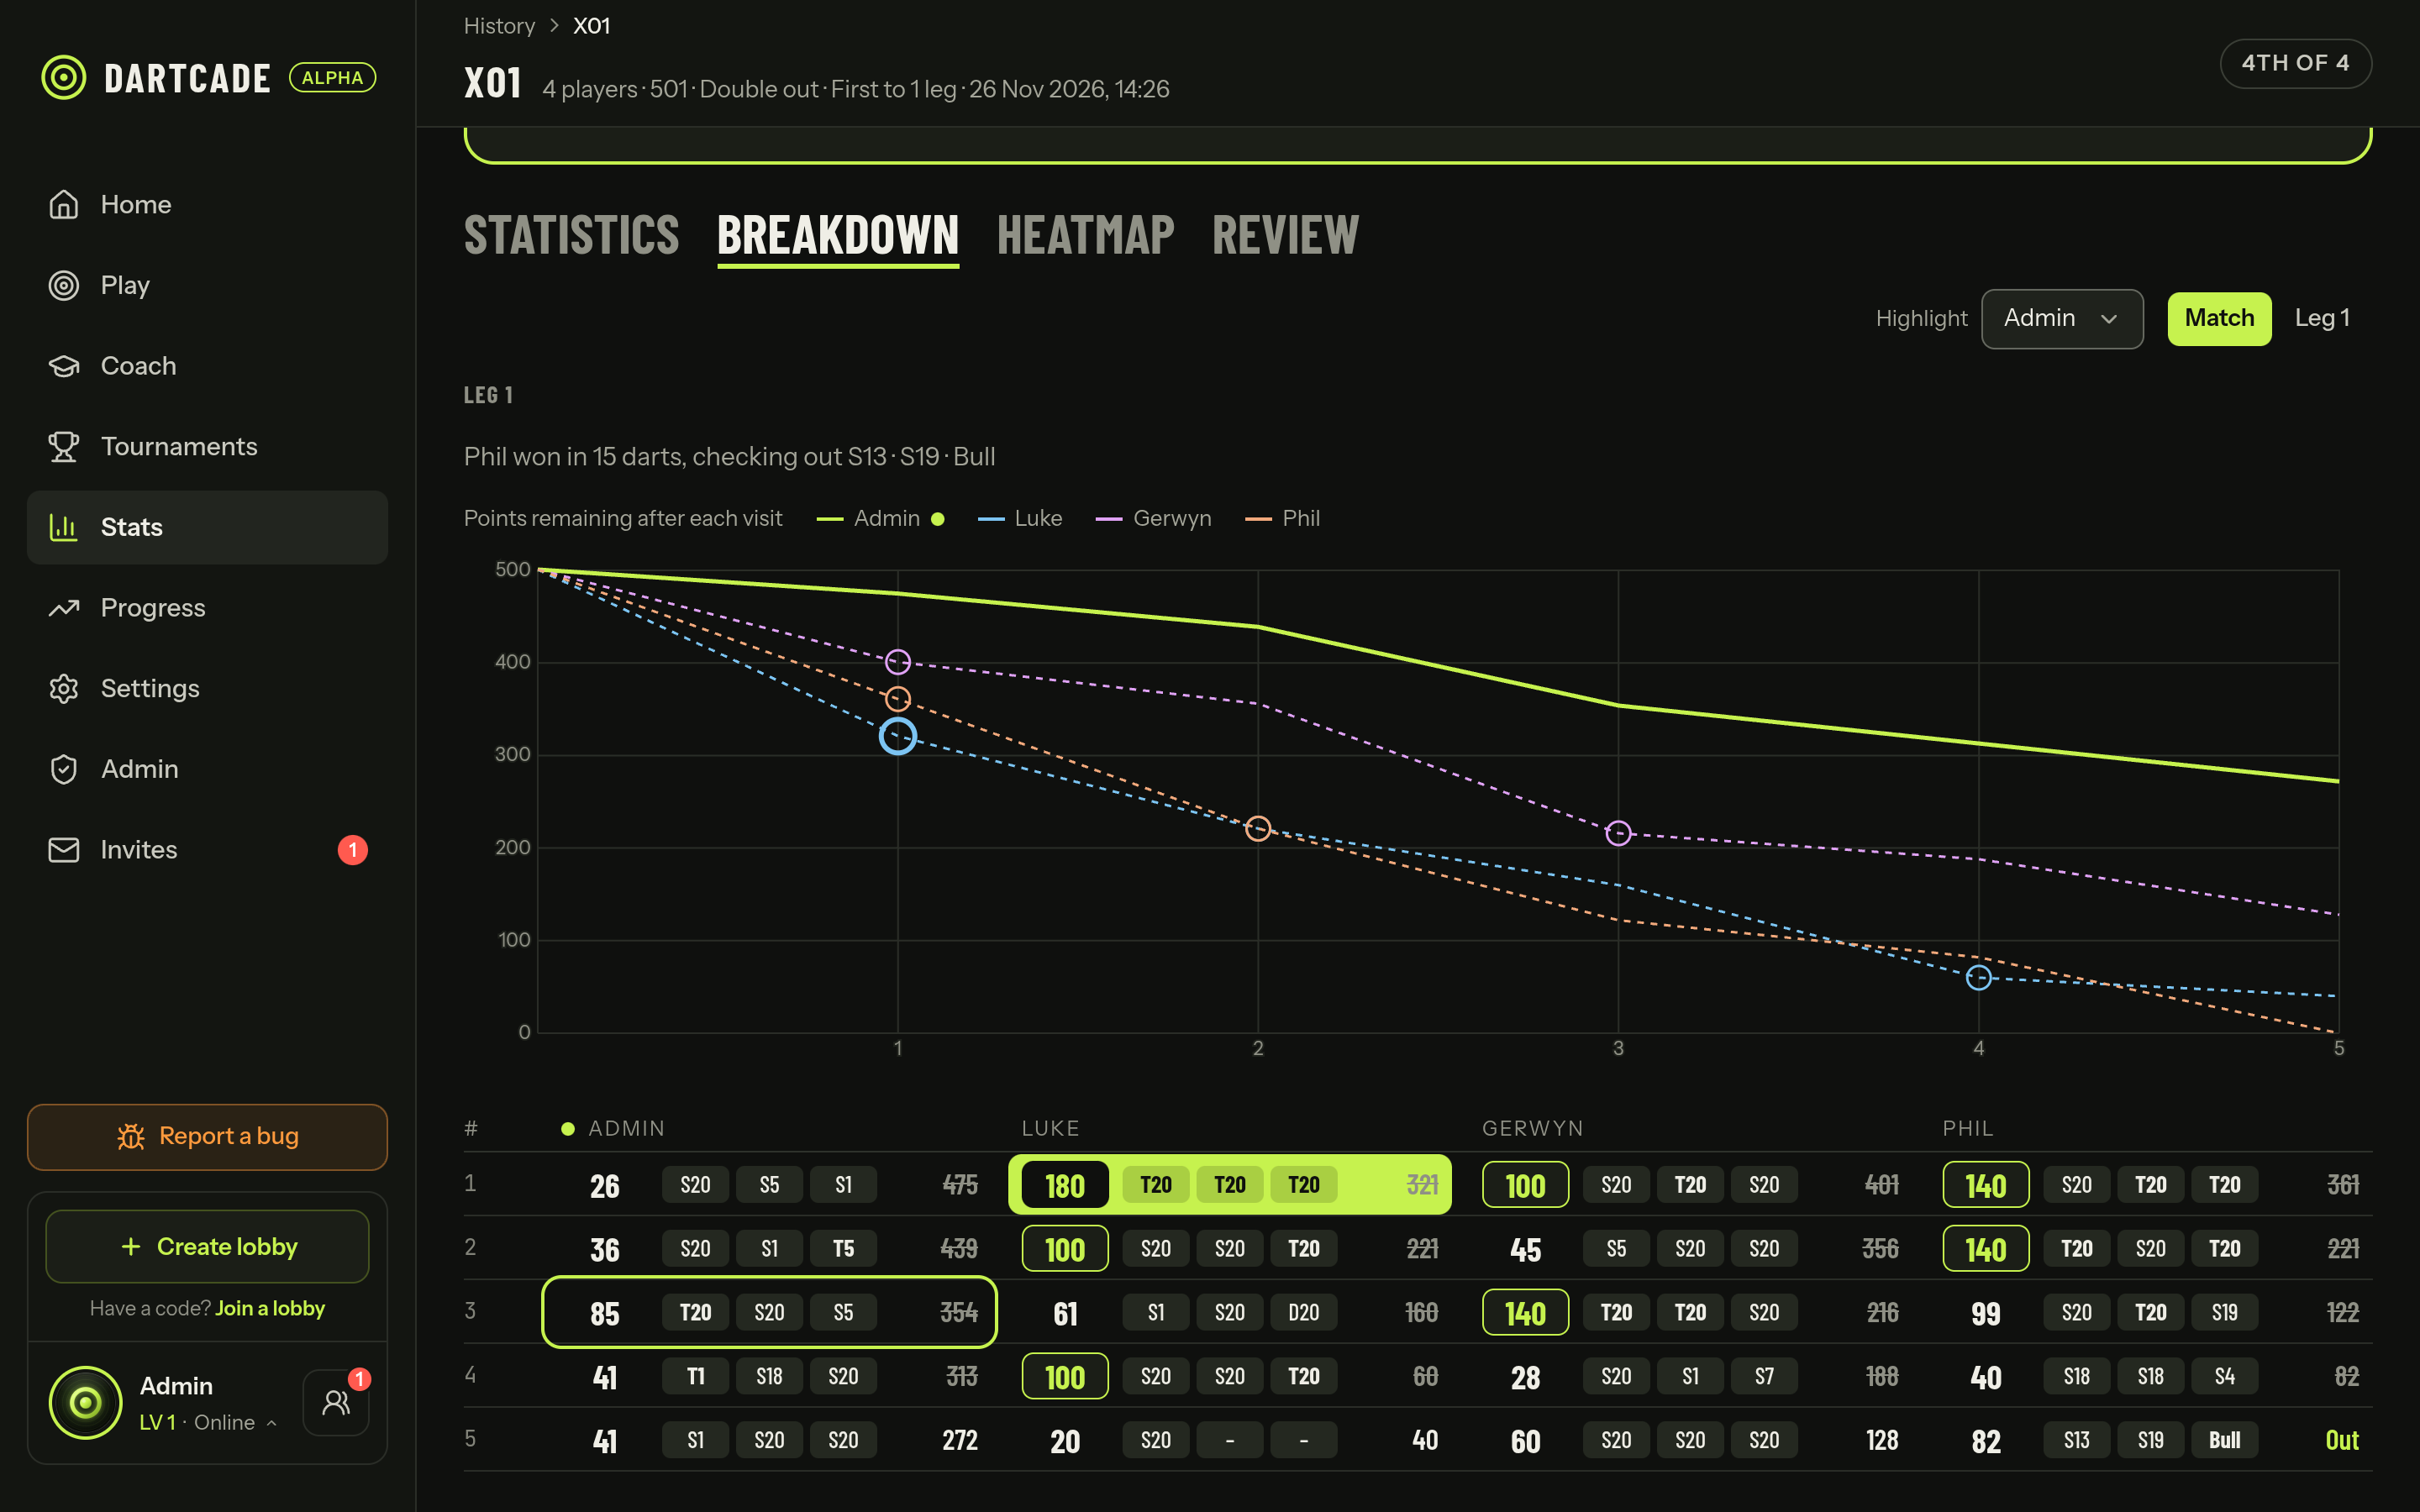 DARTCADE ALPHA
Home
Play
Coach
Tournaments
Stats
Progress
Settings
Admin
Invites 1
Report a bug
+ Create lobby
Have a code? Join a lobby
Admin
LV 1 · Online
1
History > X01
X01 4 players · 501 · Double out · First to 1 leg · 26 Nov 2026, 14:26
4TH OF 4
STATISTICS BREAKDOWN HEATMAP REVIEW
Highlight Admin Match Leg 1
LEG 1
Phil won in 15 darts, checking out S13 · S19 · Bull
Points remaining after each visit Admin Luke Gerwyn Phil
500
400
300
200
100
0
1 2 3 4 5
# ADMIN LUKE GERWYN PHIL
1 26 S20 S5 S1 475 180 T20 T20 T20 321 100 S20 T20 S20 401 140 S20 T20 T20 361
2 36 S20 S1 T5 439 100 S20 S20 T20 221 45 S5 S20 S20 356 140 T20 S20 T20 221
3 85 T20 S20 S5 354 61 S1 S20 D20 160 140 T20 T20 S20 216 99 S20 T20 S19 122
4 41 T1 S18 S20 313 100 S20 S20 T20 60 28 S20 S1 S7 188 40 S18 S18 S4 82
5 41 S1 S20 S20 272 20 S20 - - 40 60 S20 S20 S20 128 82 S13 S19 Bull Out